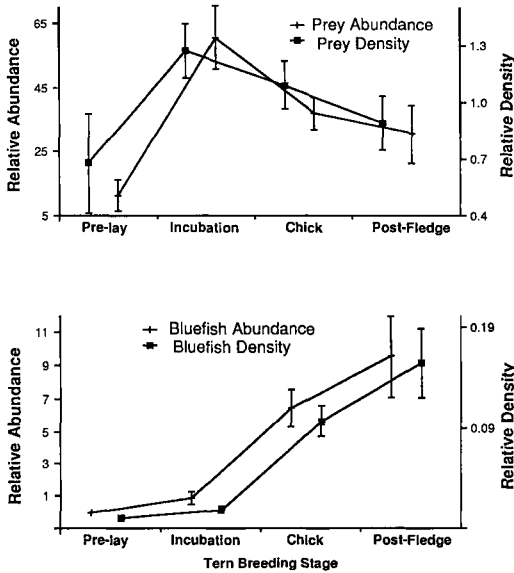 Prey Abundance
Prey Density
Relative Abundance
65
45
25
5
Relative Density
1.3
1.0
0.7
0.4
Pre-lay Incubation Chick Post-Fledge
Bluefish Abundance
Bluefish Density
Relative Abundance
11
9
7
5
3
1
Relative Density
0.19
0.09
Pre-lay Incubation Chick Post-Fledge
Tern Breeding Stage